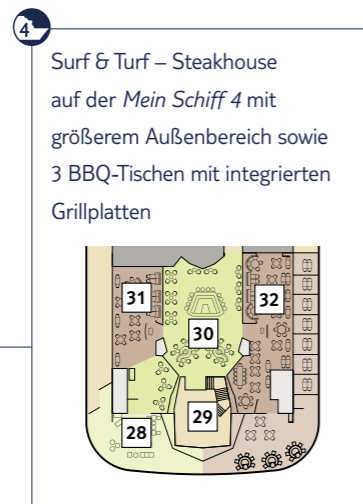 4
Surf & Turf – Steakhouse
auf der Mein Schiff 4 mit
größerem Außenbereich sowie
3 BBQ-Tischen mit integrierten
Grillplatten
31
32
30
29
28